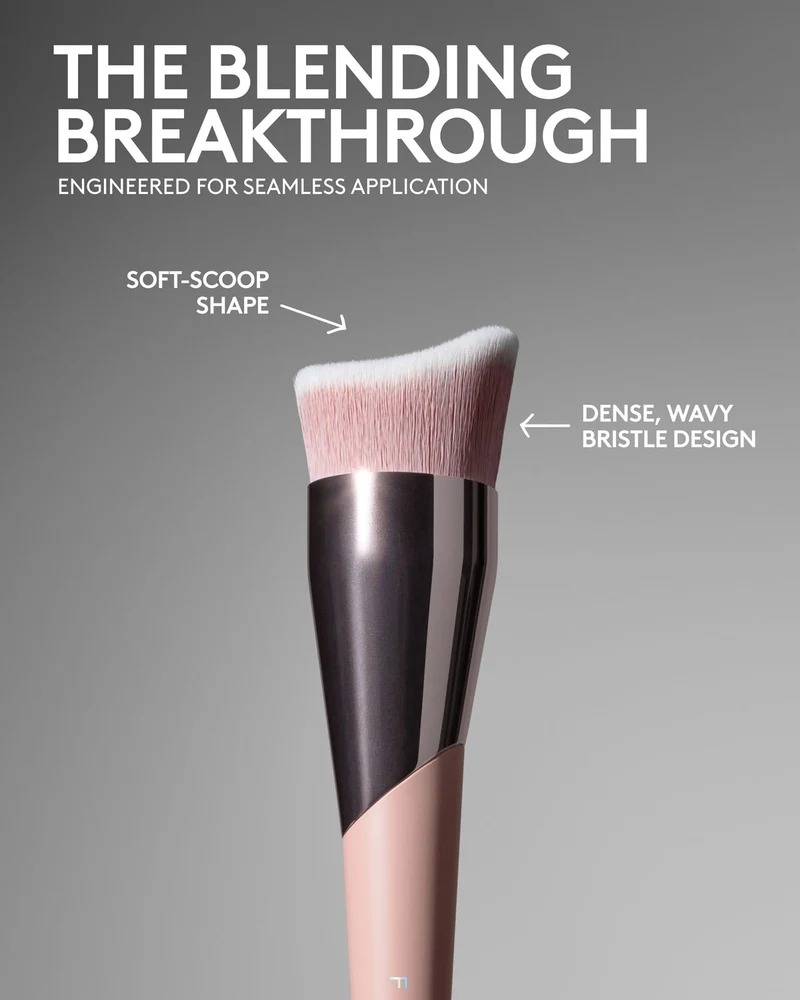 THE BLENDING
BREAKTHROUGH
ENGINEERED FOR SEAMLESS APPLICATION
SOFT-SCOOP
SHAPE
DENSE, WAVY
BRISTLE DESIGN